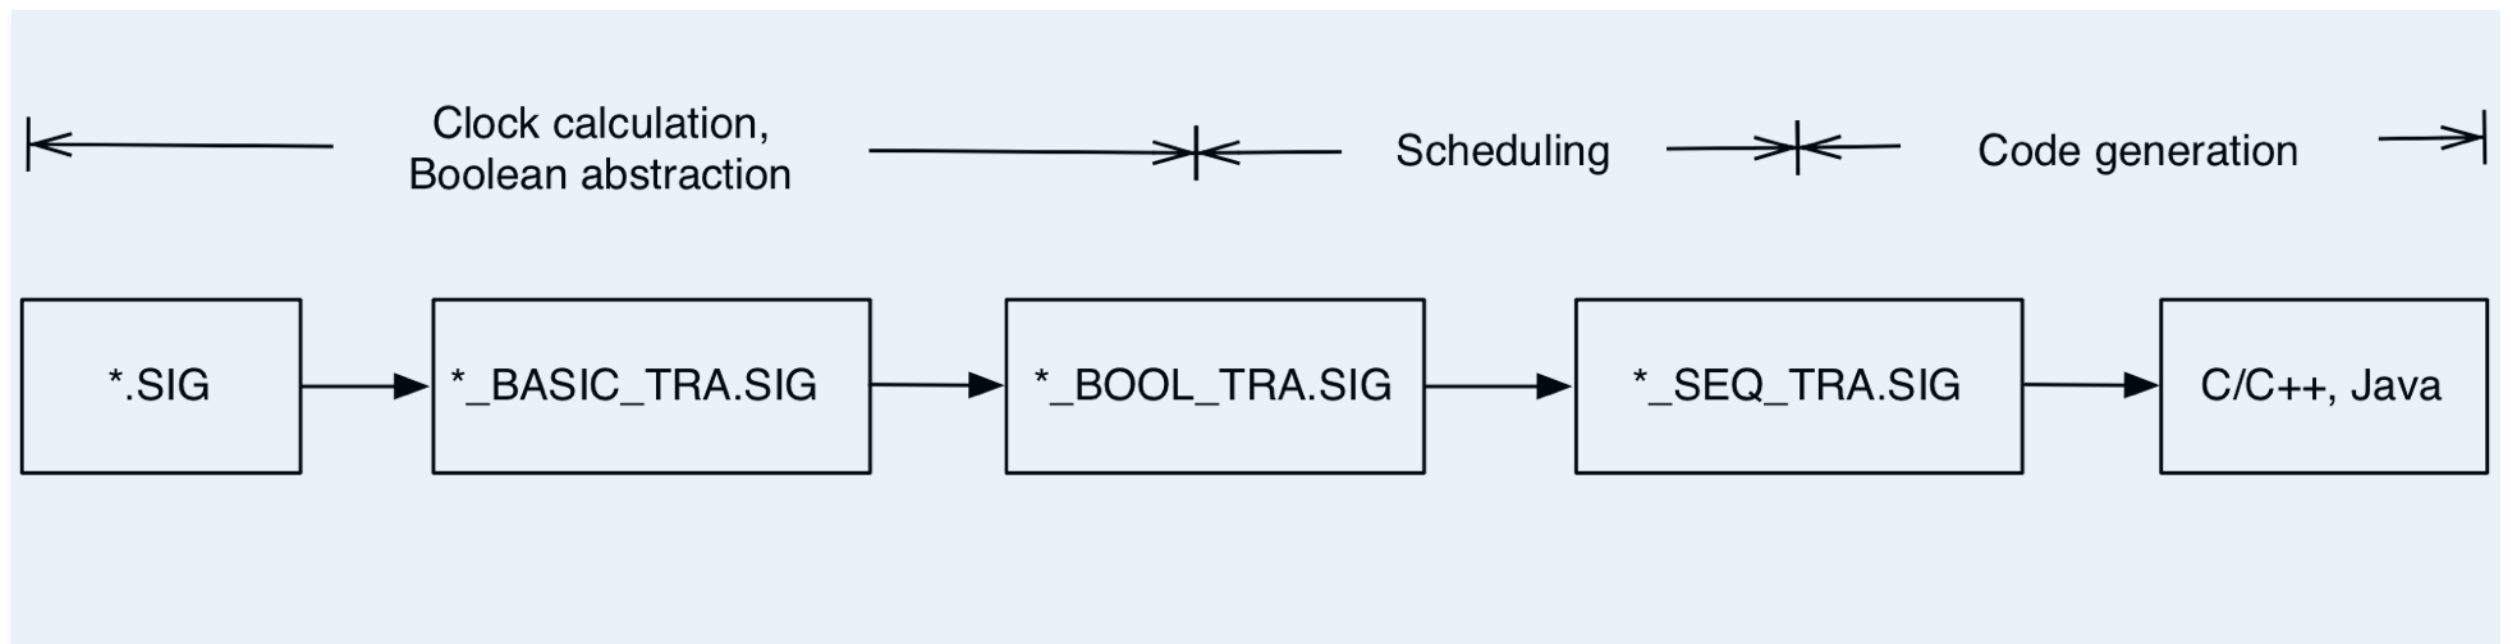 Clock calculation,
Boolean abstraction
Scheduling
Code generation
*.SIG
*_BASIC_TRA.SIG
*_BOOL_TRA.SIG
*_SEQ_TRA.SIG
C/C++, Java